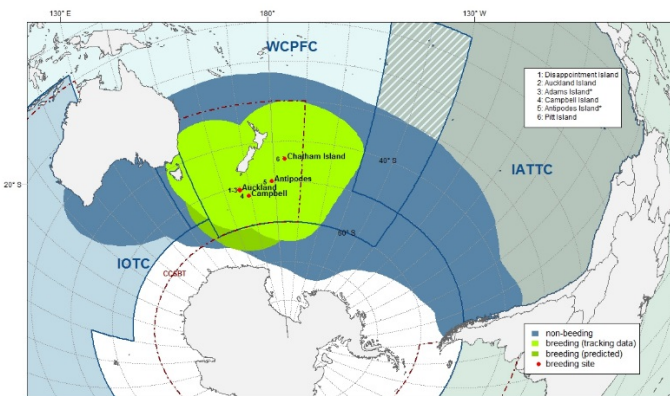 130° E
180°
130° W
WCPFC
1: Disappointment Island
2: Auckland Island
3: Adams Island*
4: Campbell Island
5: Antipodes Island*
6: Pitt Island
6 Chatham Island
40° S
IATTC
5 Antipodes
20° S
1-3 Auckland
4 Campbell
60° S
IOTC
CCSBT
non-beeding
breeding (tracking data)
breeding (predicted)
breeding site